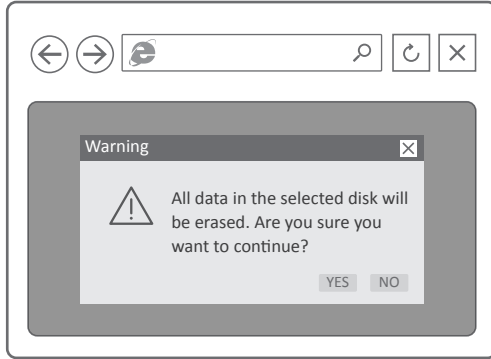 Warning
All data in the selected disk will
be erased. Are you sure you
want to continue?
YES NO